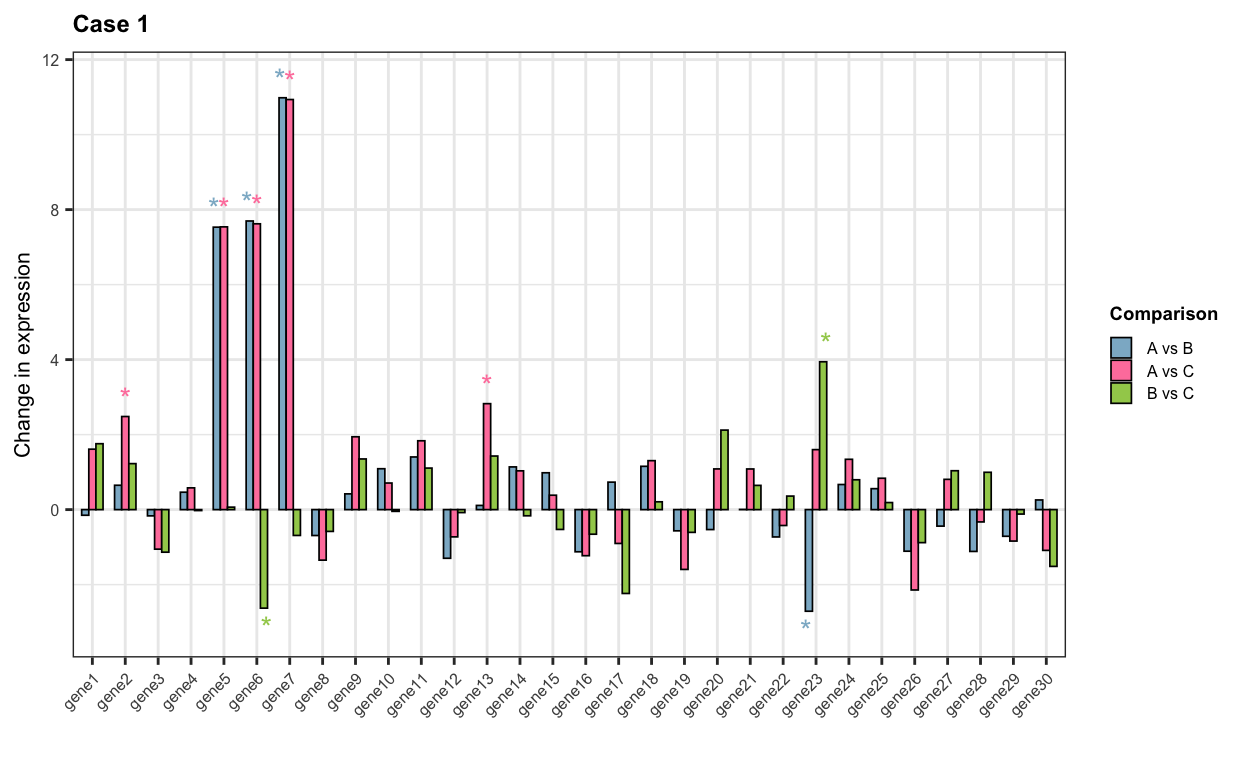 Case 1
12
8
4
0
Change in expression
* *
* * * *
* *
*
*
*
gene1 gene2 gene3 gene4 gene5 gene6 gene7 gene8 gene9 gene10 gene11 gene12 gene13 gene14 gene15 gene16 gene17 gene18 gene19 gene20 gene21 gene22 gene23 gene24 gene25 gene26 gene27 gene28 gene29 gene30
Comparison
A vs B
A vs C
B vs C